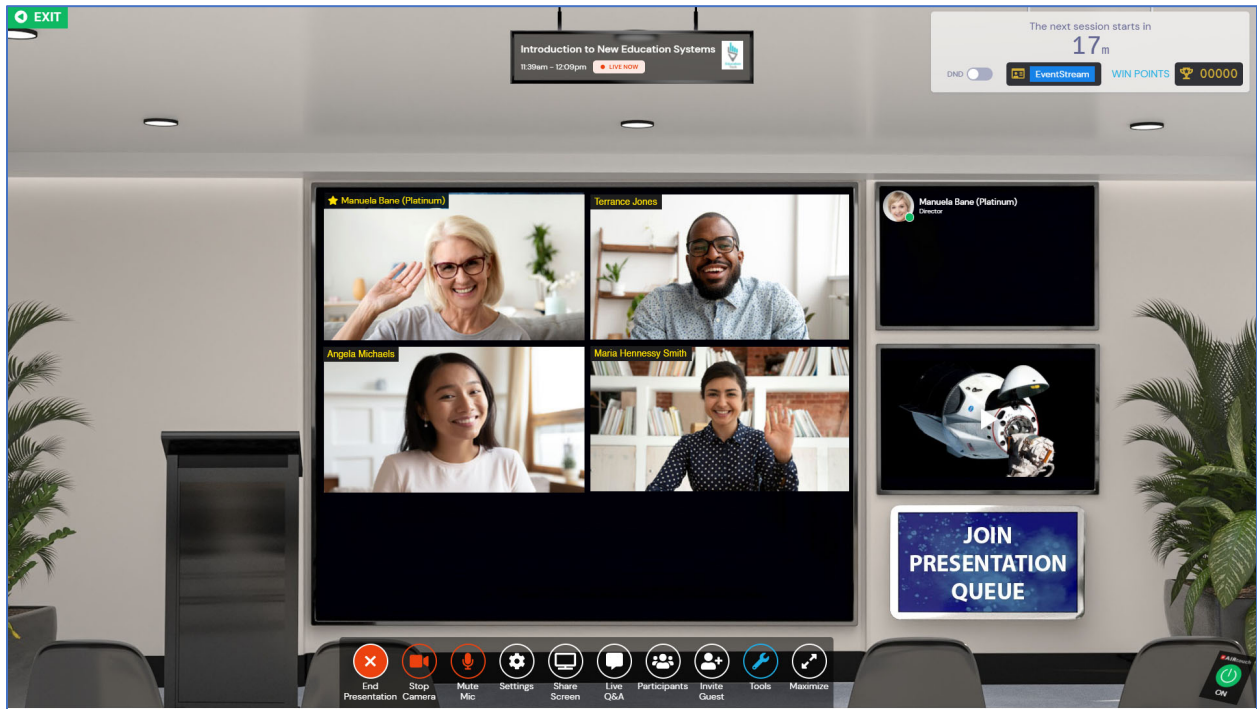 EXIT
Introduction to New Education Systems
11:39am - 12:09pm
LIVE NOW
The next session starts in
17m
DND
EventStream
WIN POINTS
00000
Manuela Bane (Platinum)
Terrance Jones
Angela Michaels
Maria Hennessy Smith
Manuela Bane (Platinum)
Director
JOIN
PRESENTATION
QUEUE
End
Presentation
Stop
Camera
Mute
Mic
Settings
Share
Screen
Live
Q&A
Participants
Invite
Guest
Tools
Maximize
ON